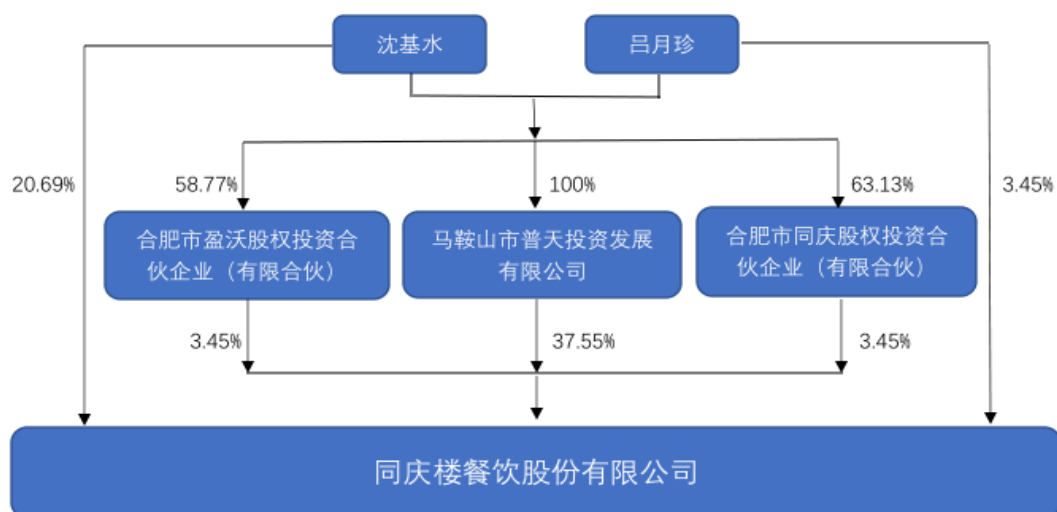 沈基水
吕月珍
20.69%
58.77%
100%
63.13%
3.45%
合肥市盈沃股权投资合
伙企业（有限合伙）
马鞍山市普天投资发展
有限公司
合肥市同庆股权投资合
伙企业（有限合伙）
3.45%
37.55%
3.45%
同庆楼餐饮股份有限公司